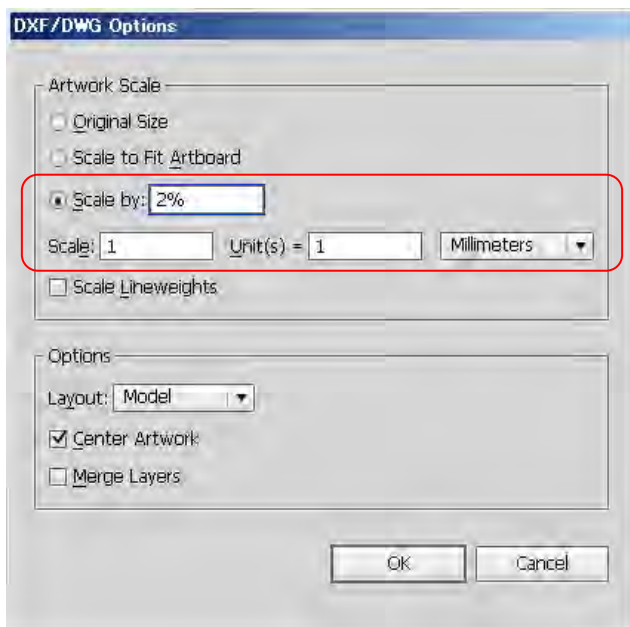 DXF/DWG Options
Artwork Scale
Original Size
Scale to Fit Artboard
Scale by: 2%
Scale: 1 Unit(s) = 1 Millimeters
Scale Lineweights
Options
Layout: Model
Center Artwork
Merge Layers
OK Cancel